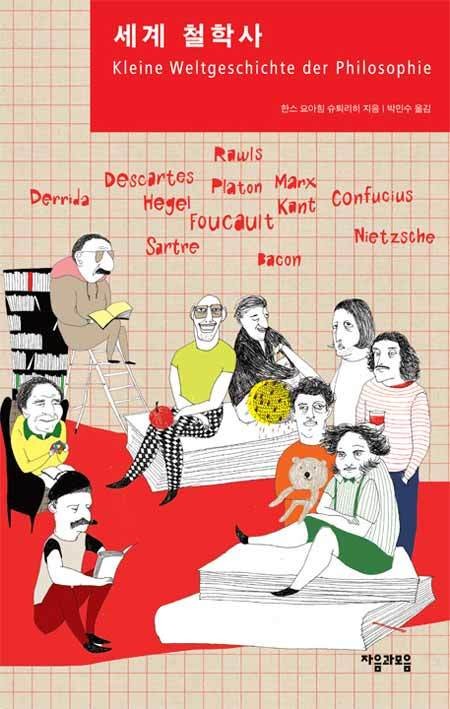 세계 철학사
Kleine Weltgeschichte der Philosophie
한스 요아힘 슈퇴리히 지음 | 박민수 옮김
Rawls
Descartes Platon Marx
Derrida Hegel Kant Confucius
Foucault
Sartre Nietzsche
Bacon
자음과모음